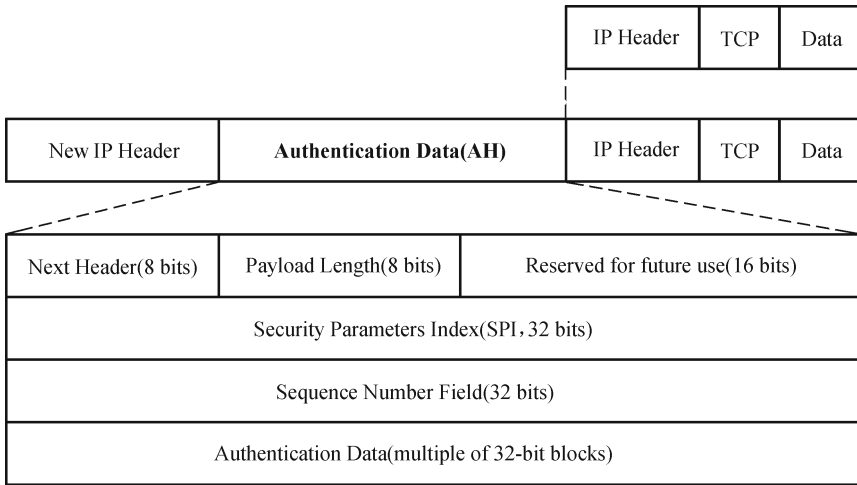 IP Header TCP Data
New IP Header Authentication Data(AH) IP Header TCP Data
Next Header(8 bits) Payload Length(8 bits) Reserved for future use(16 bits)
Security Parameters Index(SPI，32 bits)
Sequence Number Field(32 bits)
Authentication Data(multiple of 32-bit blocks)